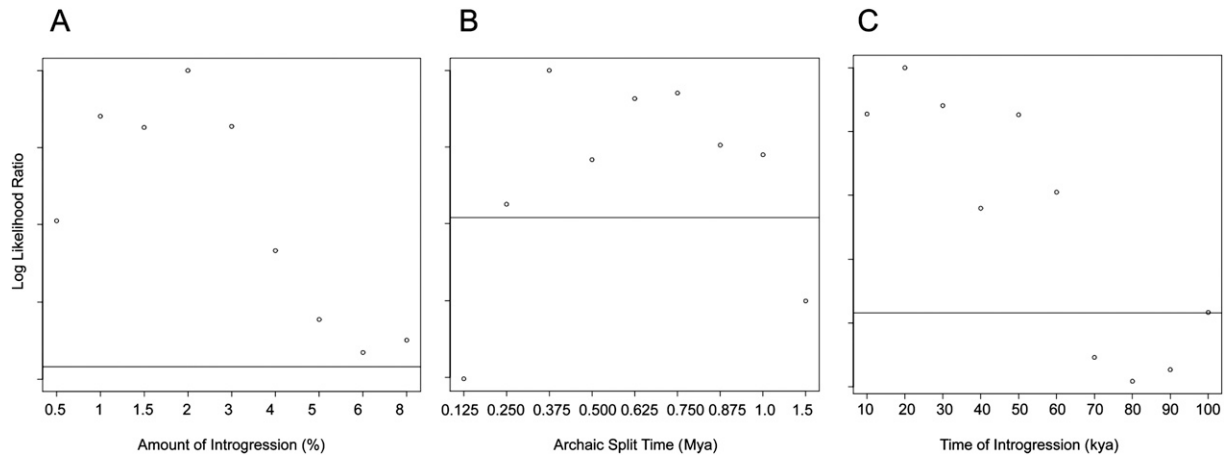 A
B
C
Log Likelihood Ratio
0.5 1 1.5 2 3 4 5 6 8
0.125 0.250 0.375 0.500 0.625 0.750 0.875 1.0 1.5
10 20 30 40 50 60 70 80 90 100
Amount of Introgression (%)
Archaic Split Time (Mya)
Time of Introgression (kya)